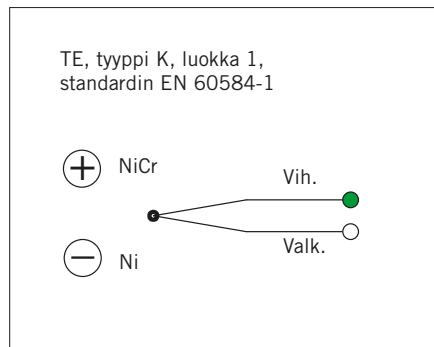 TE, tyyppi K, luokka 1,
standardin EN 60584-1
+ NiCr
Vih.
Valk.
− Ni